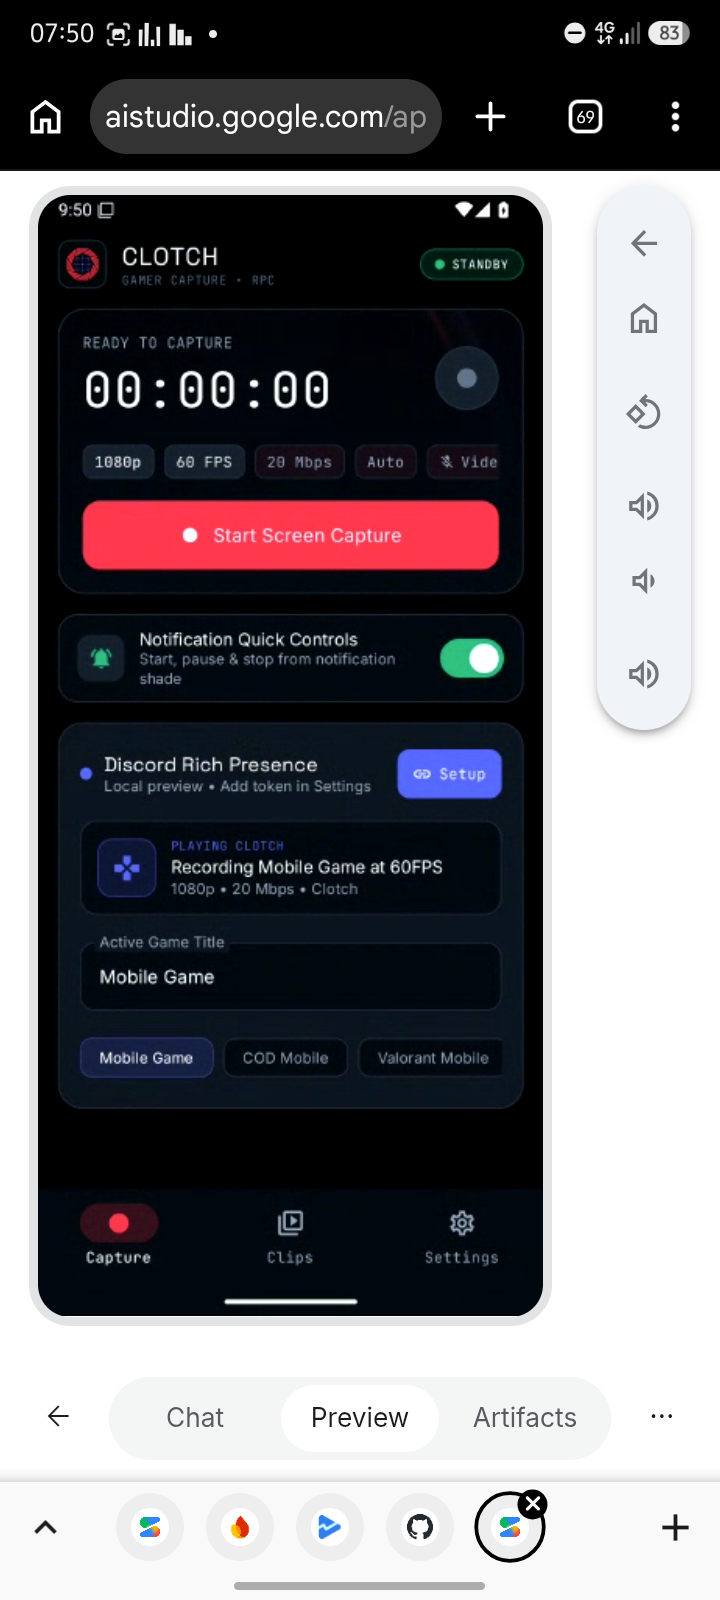 07:50
4G
83
aistudio.google.com/ap
69
9:50
CLOTCH
GAMER CAPTURE • RPC
STANDBY
READY TO CAPTURE
00:00:00
1080p
60 FPS
20 Mbps
Auto
Vide
Start Screen Capture
Notification Quick Controls
Start, pause & stop from notification
shade
Discord Rich Presence
Local preview • Add token in Settings
Setup
PLAYING CLOTCH
Recording Mobile Game at 60FPS
1080p • 20 Mbps • Clotch
Active Game Title
Mobile Game
Mobile Game
COD Mobile
Valorant Mobile
Capture
Clips
Settings
Chat
Preview
Artifacts